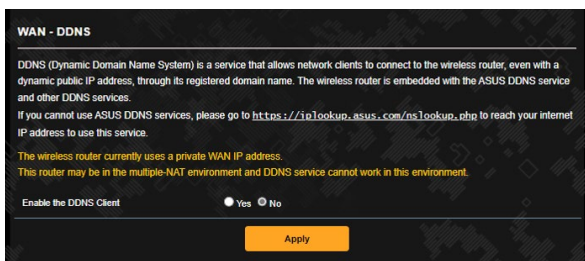 WAN - DDNS
DDNS (Dynamic Domain Name System) is a service that allows network clients to connect to the wireless router, even with a
dynamic public IP address, through its registered domain name. The wireless router is embedded with the ASUS DDNS service
and other DDNS services.
If you cannot use ASUS DDNS services, please go to https://iplookup.asus.com/nslookup.php to reach your internet
IP address to use this service.
The wireless router currently uses a private WAN IP address.
This router may be in the multiple-NAT environment and DDNS service cannot work in this environment.
Enable the DDNS Client Yes No
Apply